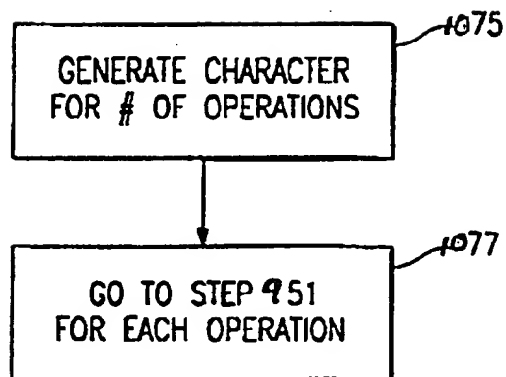 1075
GENERATE CHARACTER
FOR # OF OPERATIONS
1077
GO TO STEP 951
FOR EACH OPERATION